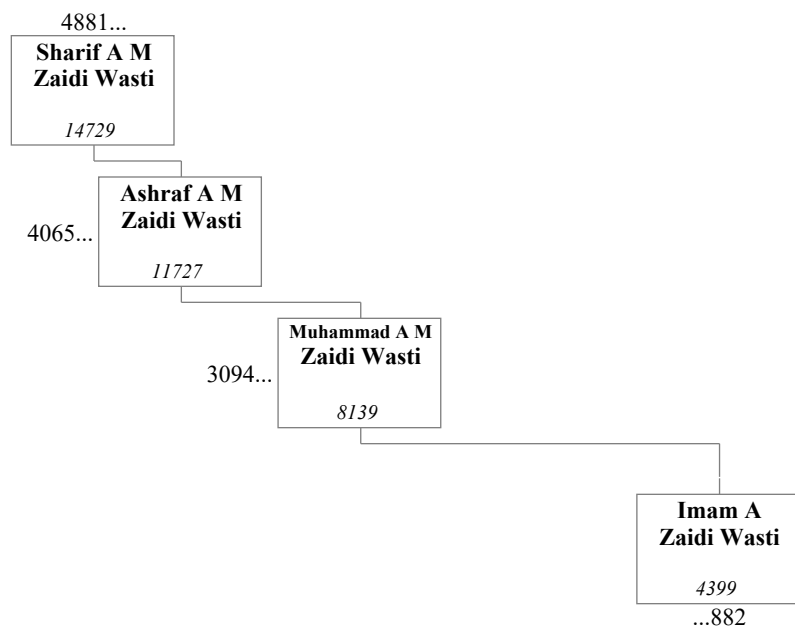 4881...
Sharif A M
Zaidi Wasti
14729
Ashraf A M
Zaidi Wasti
4065...
11727
Muhammad A M
Zaidi Wasti
3094...
8139
Imam A
Zaidi Wasti
4399
...882